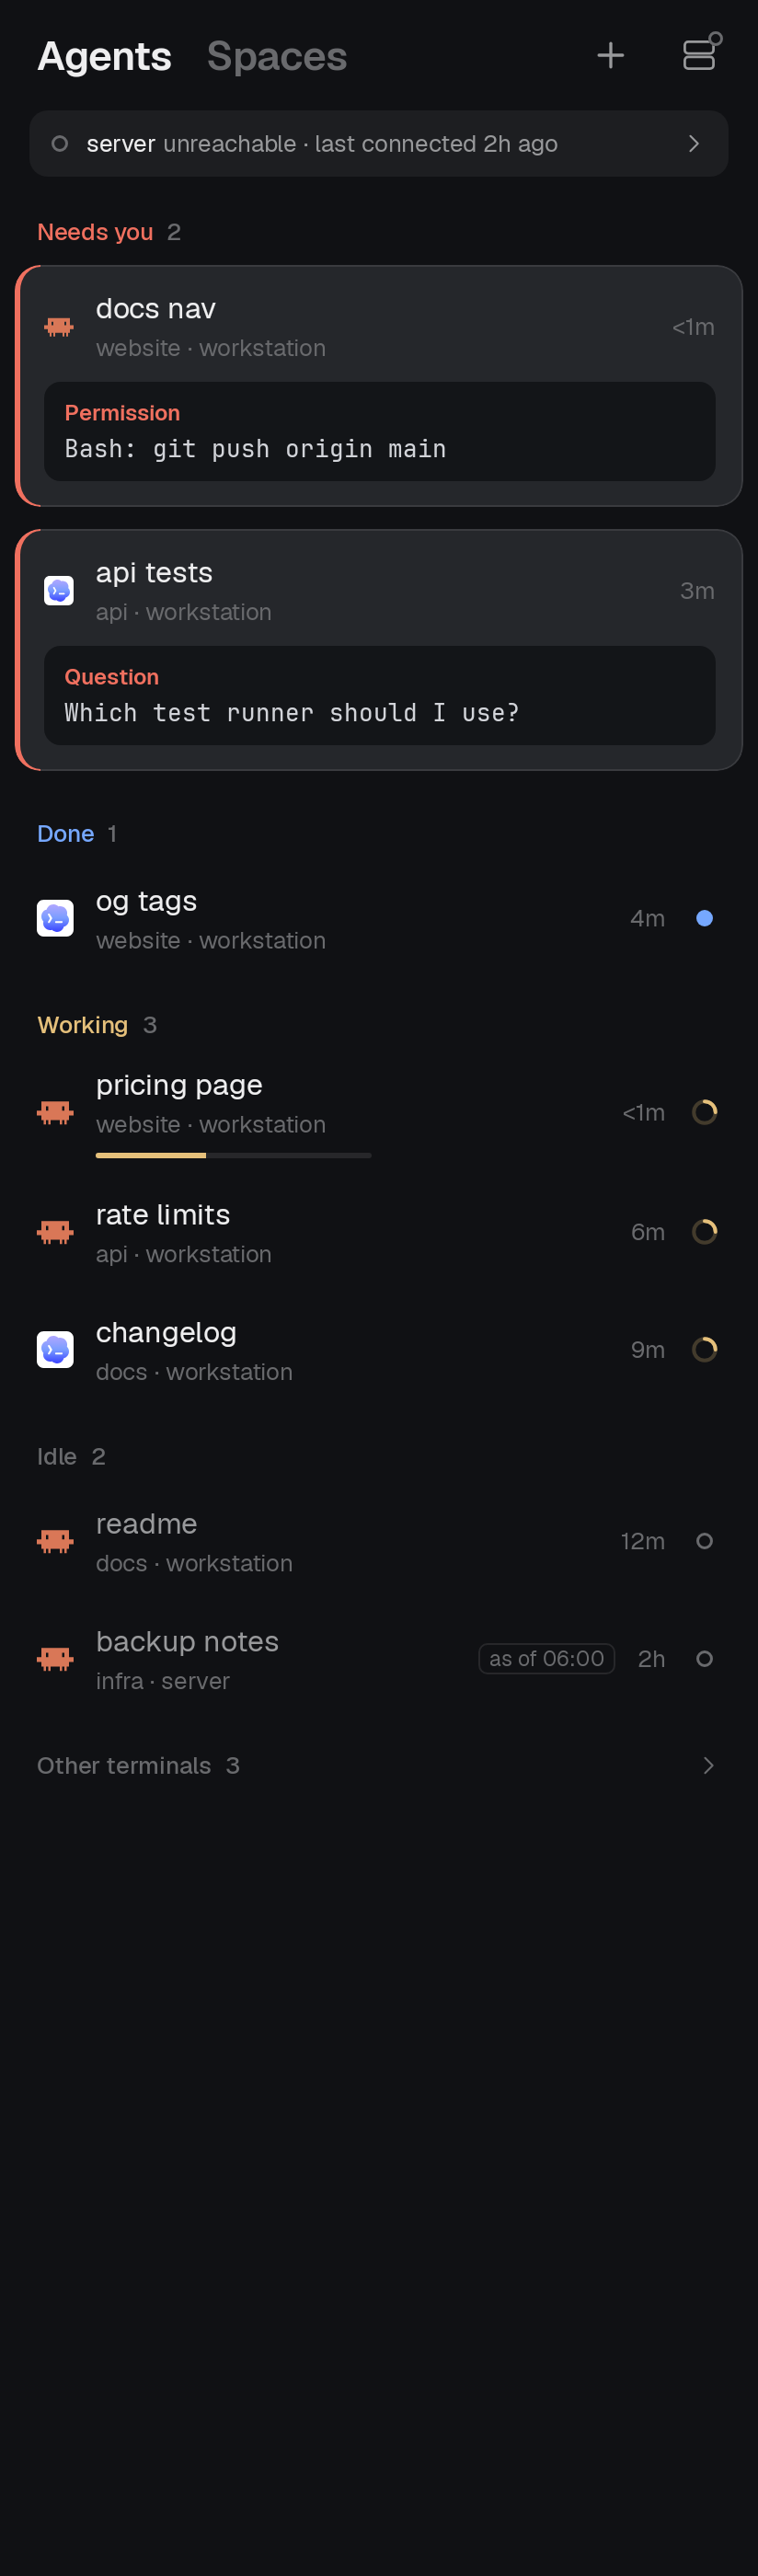 Agents Spaces
server unreachable · last connected 2h ago
Needs you 2
docs nav
website · workstation
<1m
Permission
Bash: git push origin main
api tests
api · workstation
3m
Question
Which test runner should I use?
Done 1
og tags
website · workstation
4m
Working 3
pricing page
website · workstation
<1m
rate limits
api · workstation
6m
changelog
docs · workstation
9m
Idle 2
readme
docs · workstation
12m
backup notes
infra · server
as of 06:00 2h
Other terminals 3